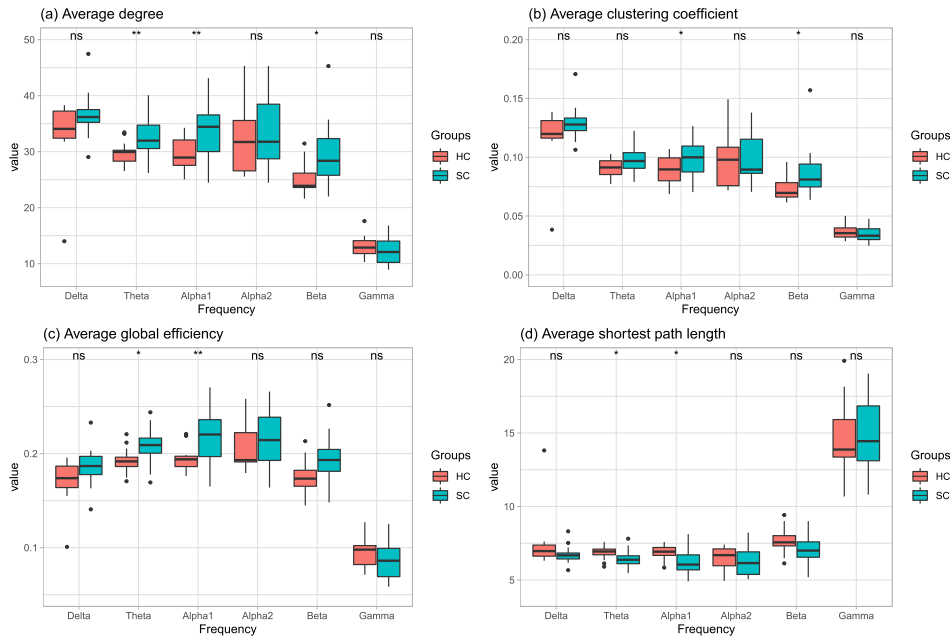 (a) Average degree
ns ** ** ns * ns
50
40
30
20
10
value
Delta Theta Alpha1 Alpha2 Beta Gamma
Frequency
Groups
HC
SC
(b) Average clustering coefficient
ns ns * ns * ns
0.20
0.15
0.10
0.05
0.00
value
Delta Theta Alpha1 Alpha2 Beta Gamma
Frequency
Groups
HC
SC
(c) Average global efficiency
ns * ** ns ns ns
0.3
0.2
0.1
value
Delta Theta Alpha1 Alpha2 Beta Gamma
Frequency
Groups
HC
SC
(d) Average shortest path length
ns * * ns ns ns
20
15
10
5
value
Delta Theta Alpha1 Alpha2 Beta Gamma
Frequency
Groups
HC
SC